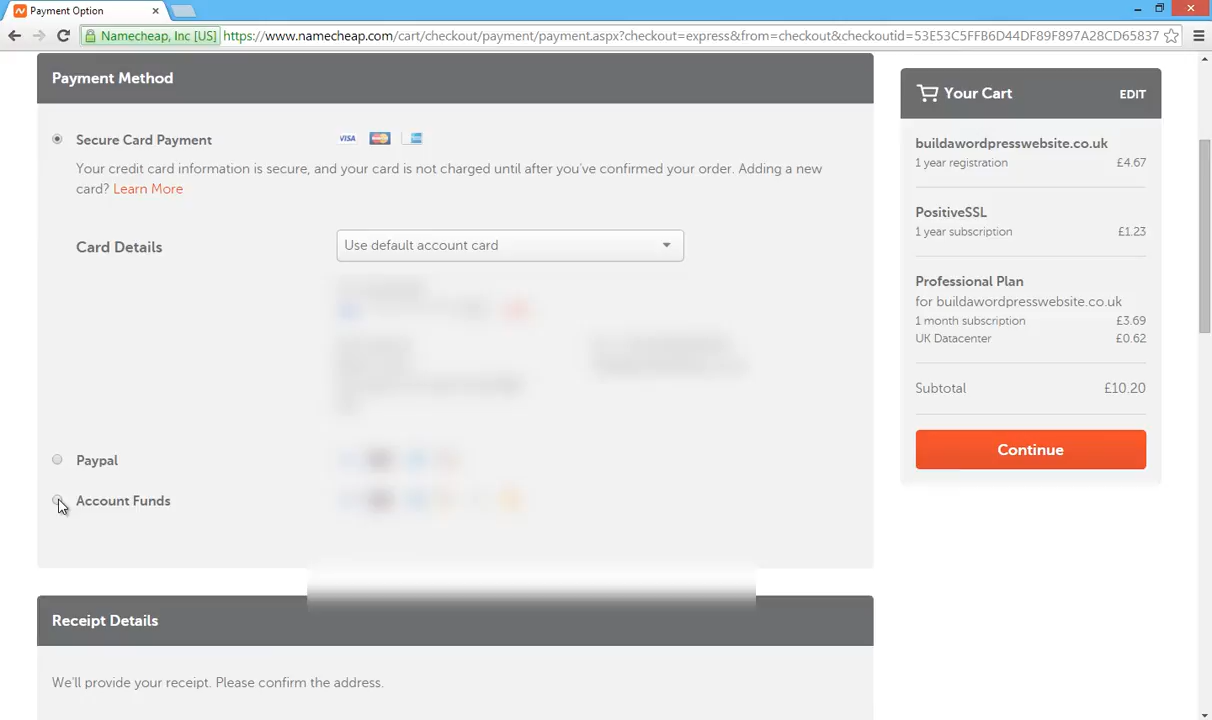 Payment Option
Namecheap, Inc [US]
https://www.namecheap.com/cart/checkout/payment/payment.aspx?checkout=express&from=checkout&checkoutid=53E53C5FFB6D44DF89F897A28CD65837
Payment Method
Secure Card Payment
VISA
Your credit card information is secure, and your card is not charged until after you've confirmed your order. Adding a new
card? Learn More
Card Details
Use default account card
Paypal
Account Funds
Receipt Details
We'll provide your receipt. Please confirm the address.
Your Cart
EDIT
buildawordpresswebsite.co.uk
1 year registration £4.67
PositiveSSL
1 year subscription £1.23
Professional Plan
for buildawordpresswebsite.co.uk
1 month subscription £3.69
UK Datacenter £0.62
Subtotal £10.20
Continue